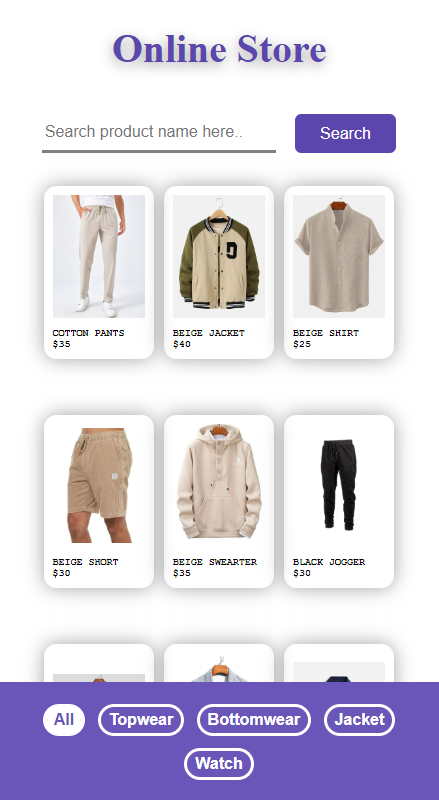 Online Store
Search product name here..
Search
COTTON PANTS
$35
BEIGE JACKET
$40
BEIGE SHIRT
$25
D
BEIGE SHORT
$30
BEIGE SWEARTER
$35
BLACK JOGGER
$30
All
Topwear
Bottomwear
Jacket
Watch